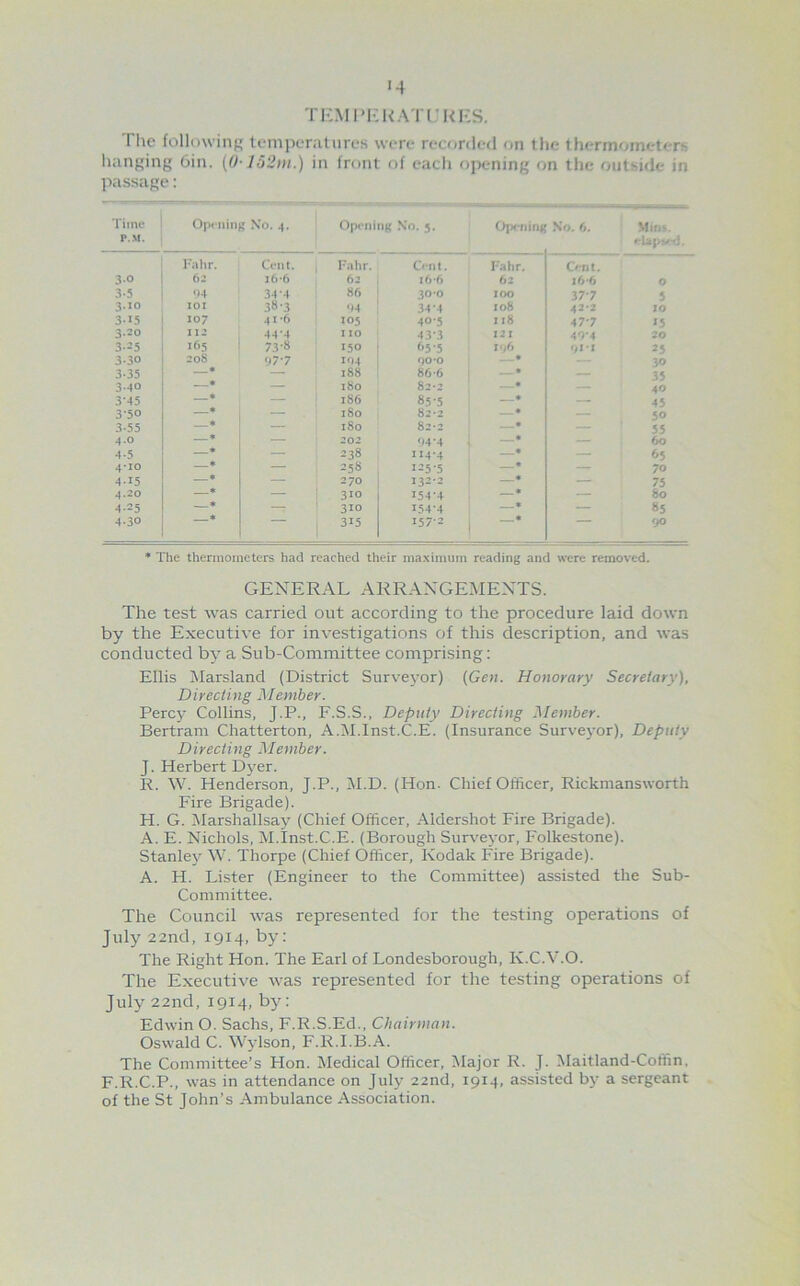 14
TEMPERATURES.
The following temperatures were recorded on the thermometers
hanging 6in. (0·152m.) in front of each opening on the outside in
passage:
Time P.M. Opening No. 4. Opening No. 5. Opening No. 6. Mins. elapsed.
Fahr. Cent. Fahr. Cent. Fahr. Cent.
3.0 62 16·6 62 16·6 62 16·6 0
3.5 94 34·4 86 30·0 100 37·7 5
3.10 101 38·3 94 34·4 108 42·2 10
3.15 107 41·6 105 40·5 118 47·7 15
3.20 112 44·4 110 43·3 121 49·4 20
3.25 165 73·8 150 65·5 196 91·1 25
3.30 208 97·7 194 90·0 —* — 30
3.35 —* — 188 86·6 —* — 35
3.40 —* — 180 82·2 —* — 40
3.45 —* — 186 85·5 —* — 45
3.50 —* — 180 82·2 —* — 50
3.55 —* — 180 82·2 —* — 55
4.0 —* — 202 94·4 —* — 60
4.5 —* — 238 114·4 —* — 65
4.10 —* — 258 125·5 —* — 70
4.15 —* — 270 132·2 —* — 75
4.20 —* — 310 154·4 —* — 80
4.25 —* — 310 154·4 —* — 85
4.30 —* — 315 157·2 —* — 90
* The thermometers had reached their maximum reading and were removed.
GENERAL ARRANGEMENTS.
The test was carried out according to the procedure laid down
by the Executive for investigations of this description, and was
conducted by a Sub-Committee comprising:
Ellis Marsland (District Surveyor) (Gen. Honorary Secretary),
Directing Member.
Percy Collins, J.P., F.S.S., Deputy Directing Member.
Bertram Chatterton, A.M.Inst.C.E. (Insurance Surveyor), Deputy
Directing Member.
J. Herbert Dyer.
R. W. Henderson, J.P., M.D. (Hon. Chief Officer, Rickmansworth
Fire Brigade).
H. G. Marshallsay (Chief Officer, Aldershot Fire Brigade).
A. E. Nichols, M.Inst.C.E. (Borough Surveyor, Folkestone).
Stanley W. Thorpe (Chief Officer, Kodak Fire Brigade).
A. H. Lister (Engineer to the Committee) assisted the Sub-
Committee.
The Council was represented for the testing operations of
July 22nd, 1914, by:
The Right Hon. The Earl of Londesborough, K.C.V.O.
The Executive was represented for the testing operations of
July 22nd, 1914, by:
Edwin O. Sachs, F.R.S.Ed., Chairman.
Oswald C. Wylson, F.R.I.B.A.
The Committee's Hon. Medical Officer, Major R. J. Maitland-Coffin,
F.R.C.P., was in attendance on July 22nd, 1914, assisted by a sergeant
of the St John's Ambulance Association.